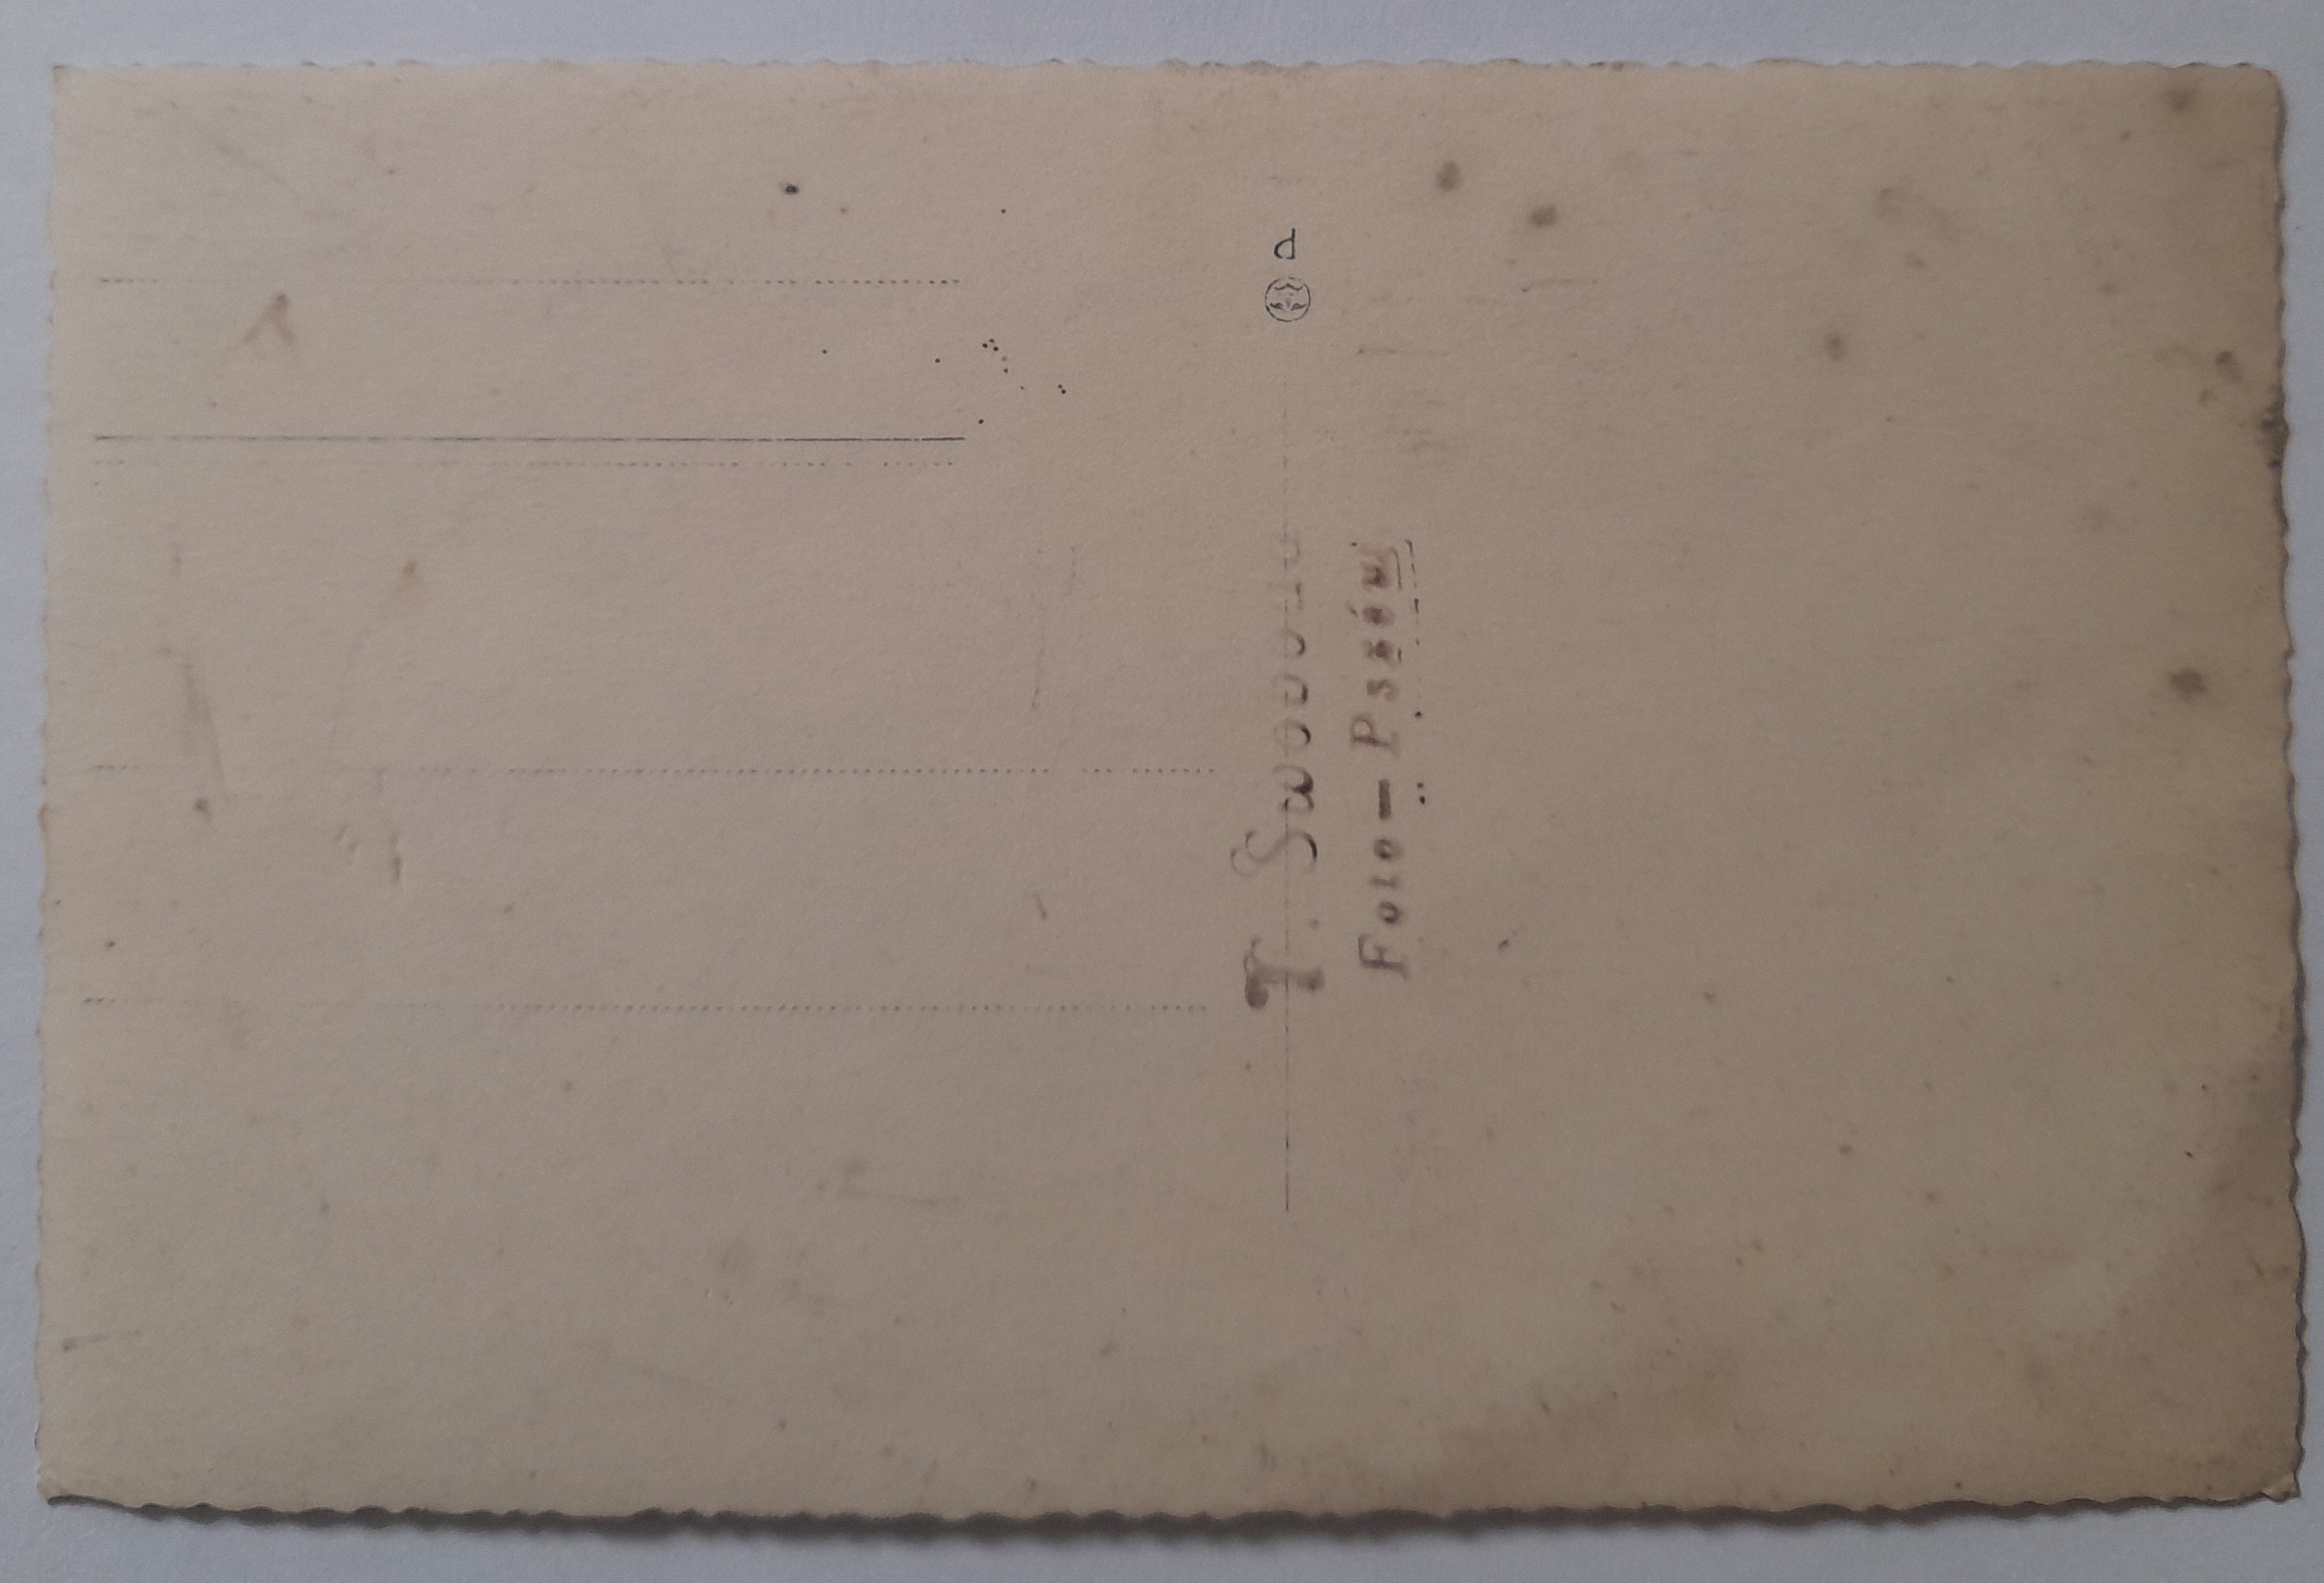 T. Swoboda
Foto — Pszów